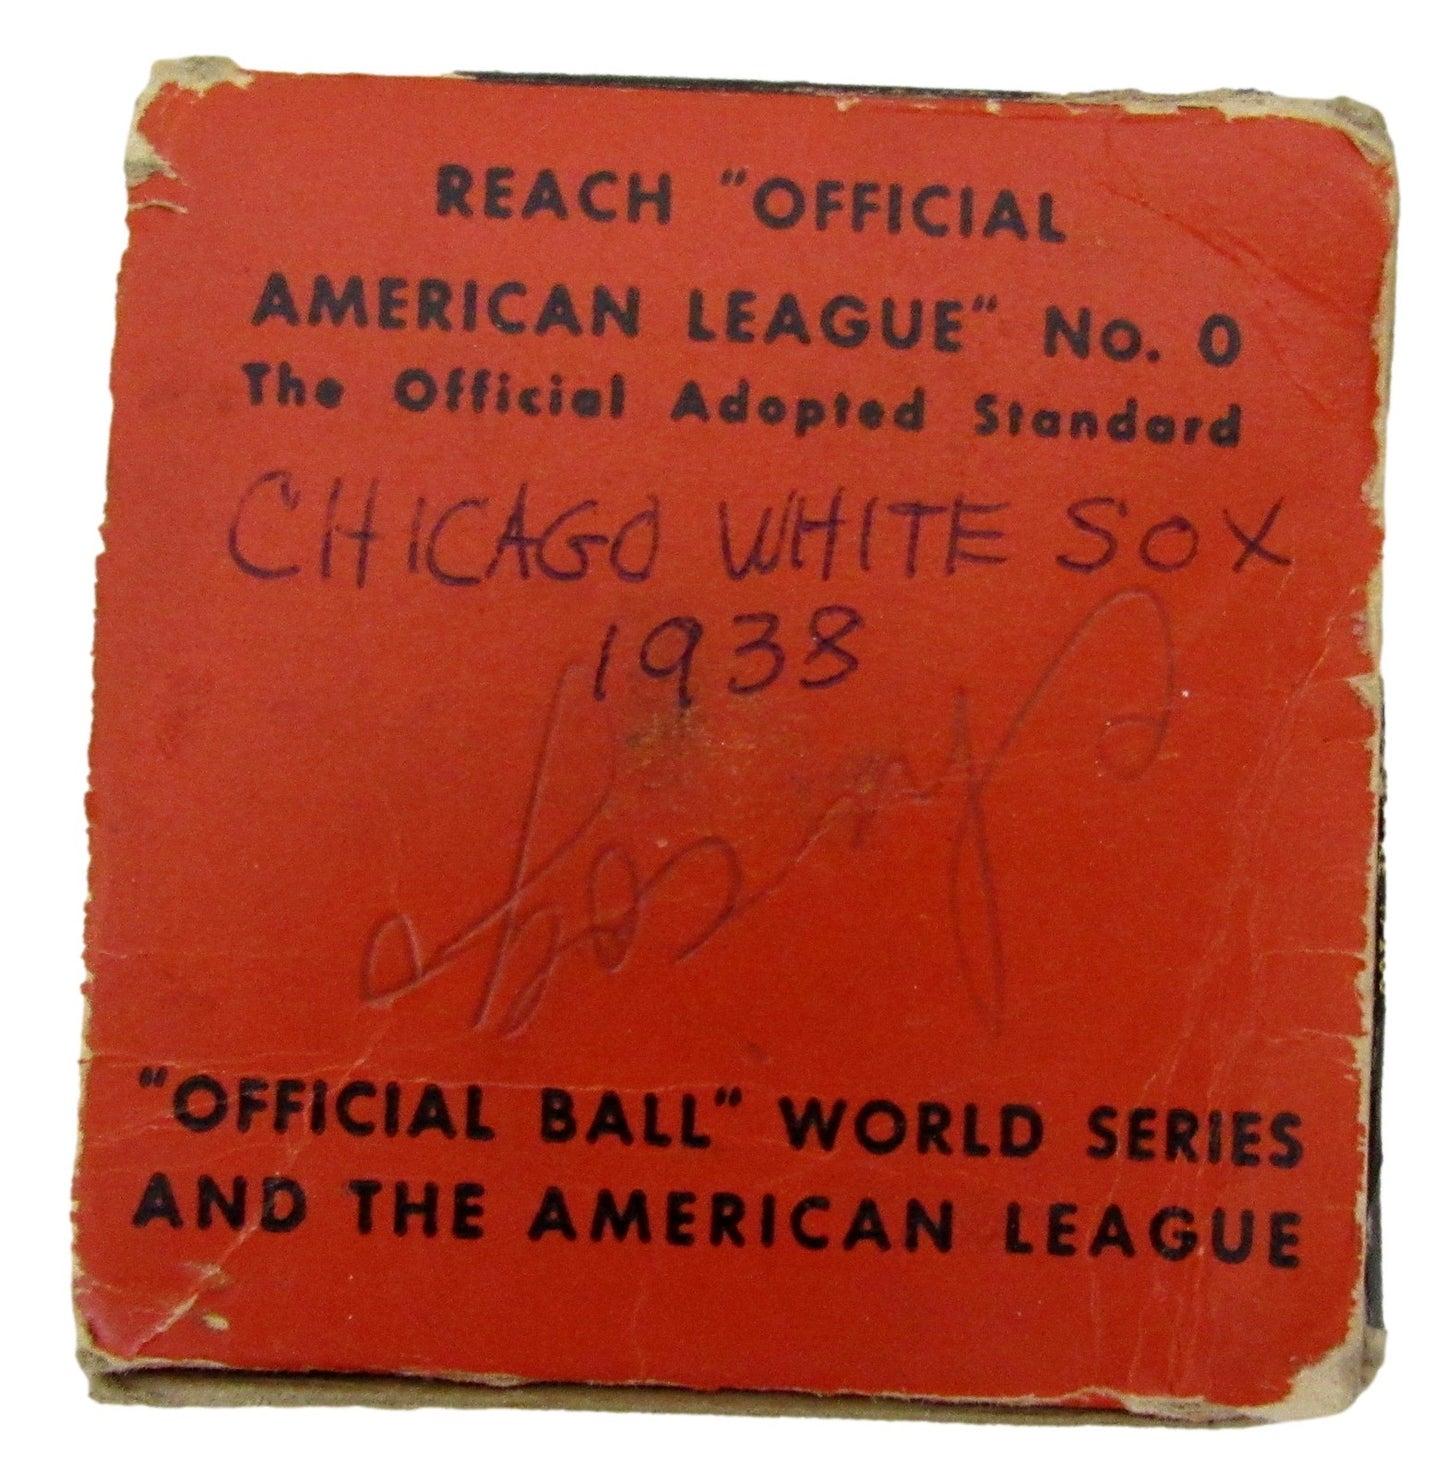 REACH "OFFICIAL
AMERICAN LEAGUE" No. 0
The Official Adopted Standard
CHICAGO WHITE SOX
1938
"OFFICIAL BALL" WORLD SERIES
AND THE AMERICAN LEAGUE